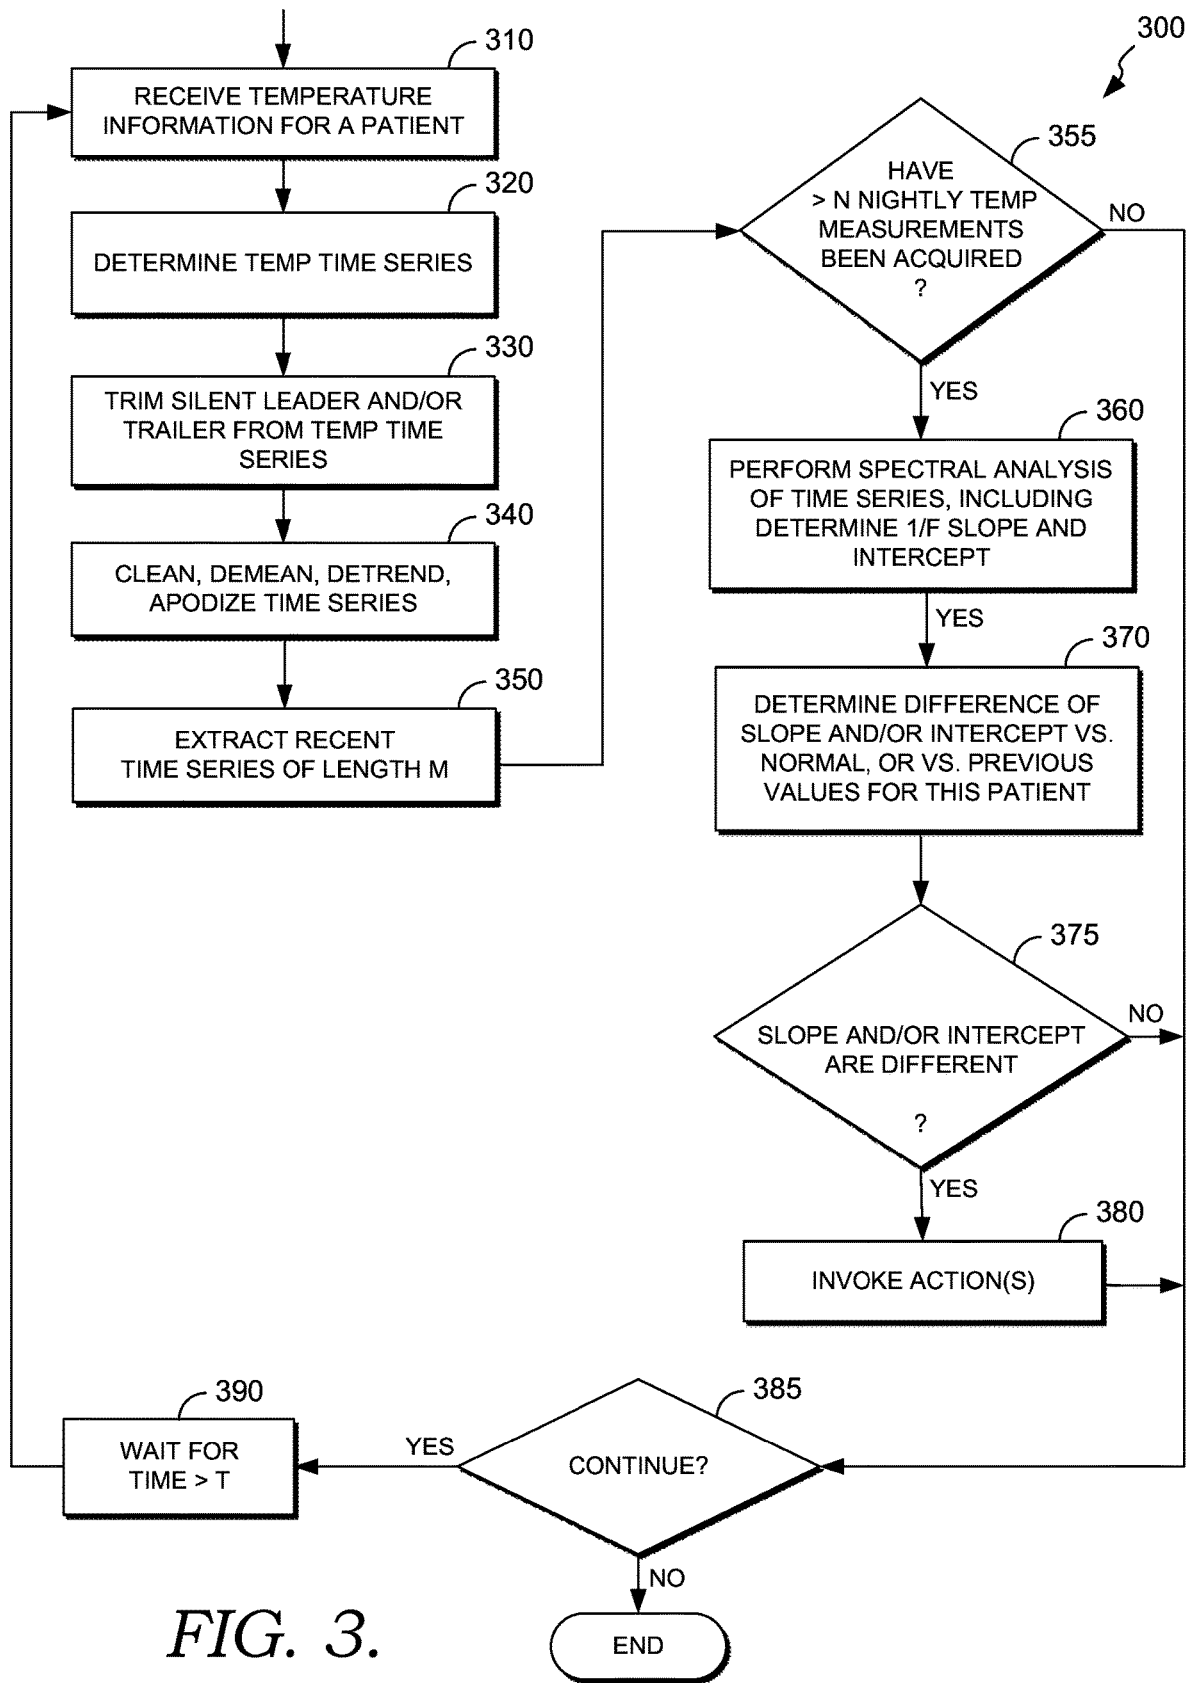 300
310
RECEIVE TEMPERATURE
INFORMATION FOR A PATIENT
320
DETERMINE TEMP TIME SERIES
330
TRIM SILENT LEADER AND/OR
TRAILER FROM TEMP TIME
SERIES
340
CLEAN, DEMEAN, DETREND,
APODIZE TIME SERIES
350
EXTRACT RECENT
TIME SERIES OF LENGTH M
355
HAVE
> N NIGHTLY TEMP
MEASUREMENTS
BEEN ACQUIRED
?
NO
YES
360
PERFORM SPECTRAL ANALYSIS
OF TIME SERIES, INCLUDING
DETERMINE 1/F SLOPE AND
INTERCEPT
YES
370
DETERMINE DIFFERENCE OF
SLOPE AND/OR INTERCEPT VS.
NORMAL, OR VS. PREVIOUS
VALUES FOR THIS PATIENT
375
SLOPE AND/OR INTERCEPT
ARE DIFFERENT
?
NO
YES
380
INVOKE ACTION(S)
385
CONTINUE?
YES
390
WAIT FOR
TIME > T
NO
END
FIG. 3.